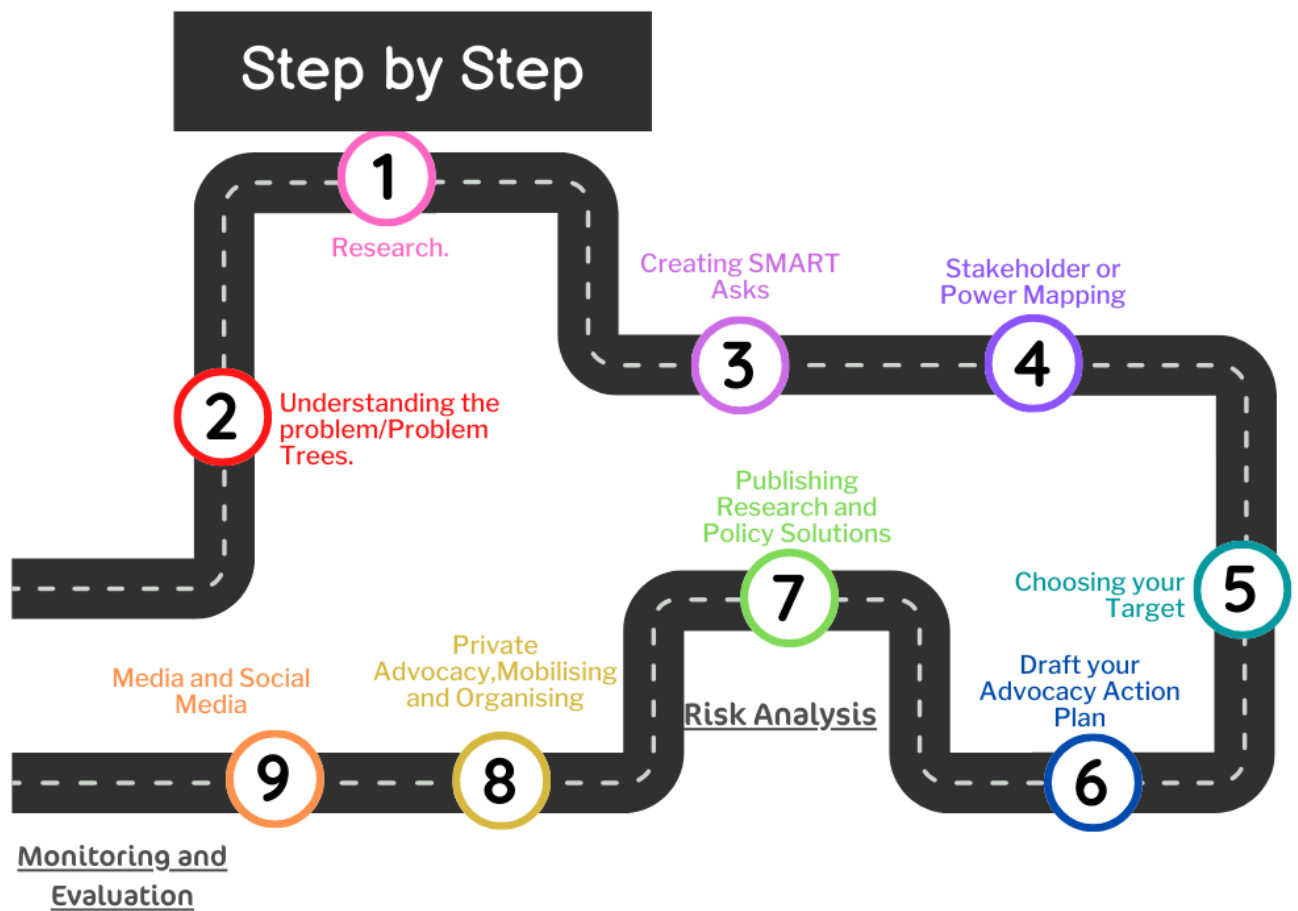 Step by Step
1
Research.
2
Understanding the
problem/Problem
Trees.
Creating SMART
Asks
3
Stakeholder or
Power Mapping
4
Choosing your
Target
5
Draft your
Advocacy Action
Plan
6
Publishing
Research and
Policy Solutions
7
Risk Analysis
Private
Advocacy,Mobilising
and Organising
8
Media and Social
Media
9
Monitoring and
Evaluation